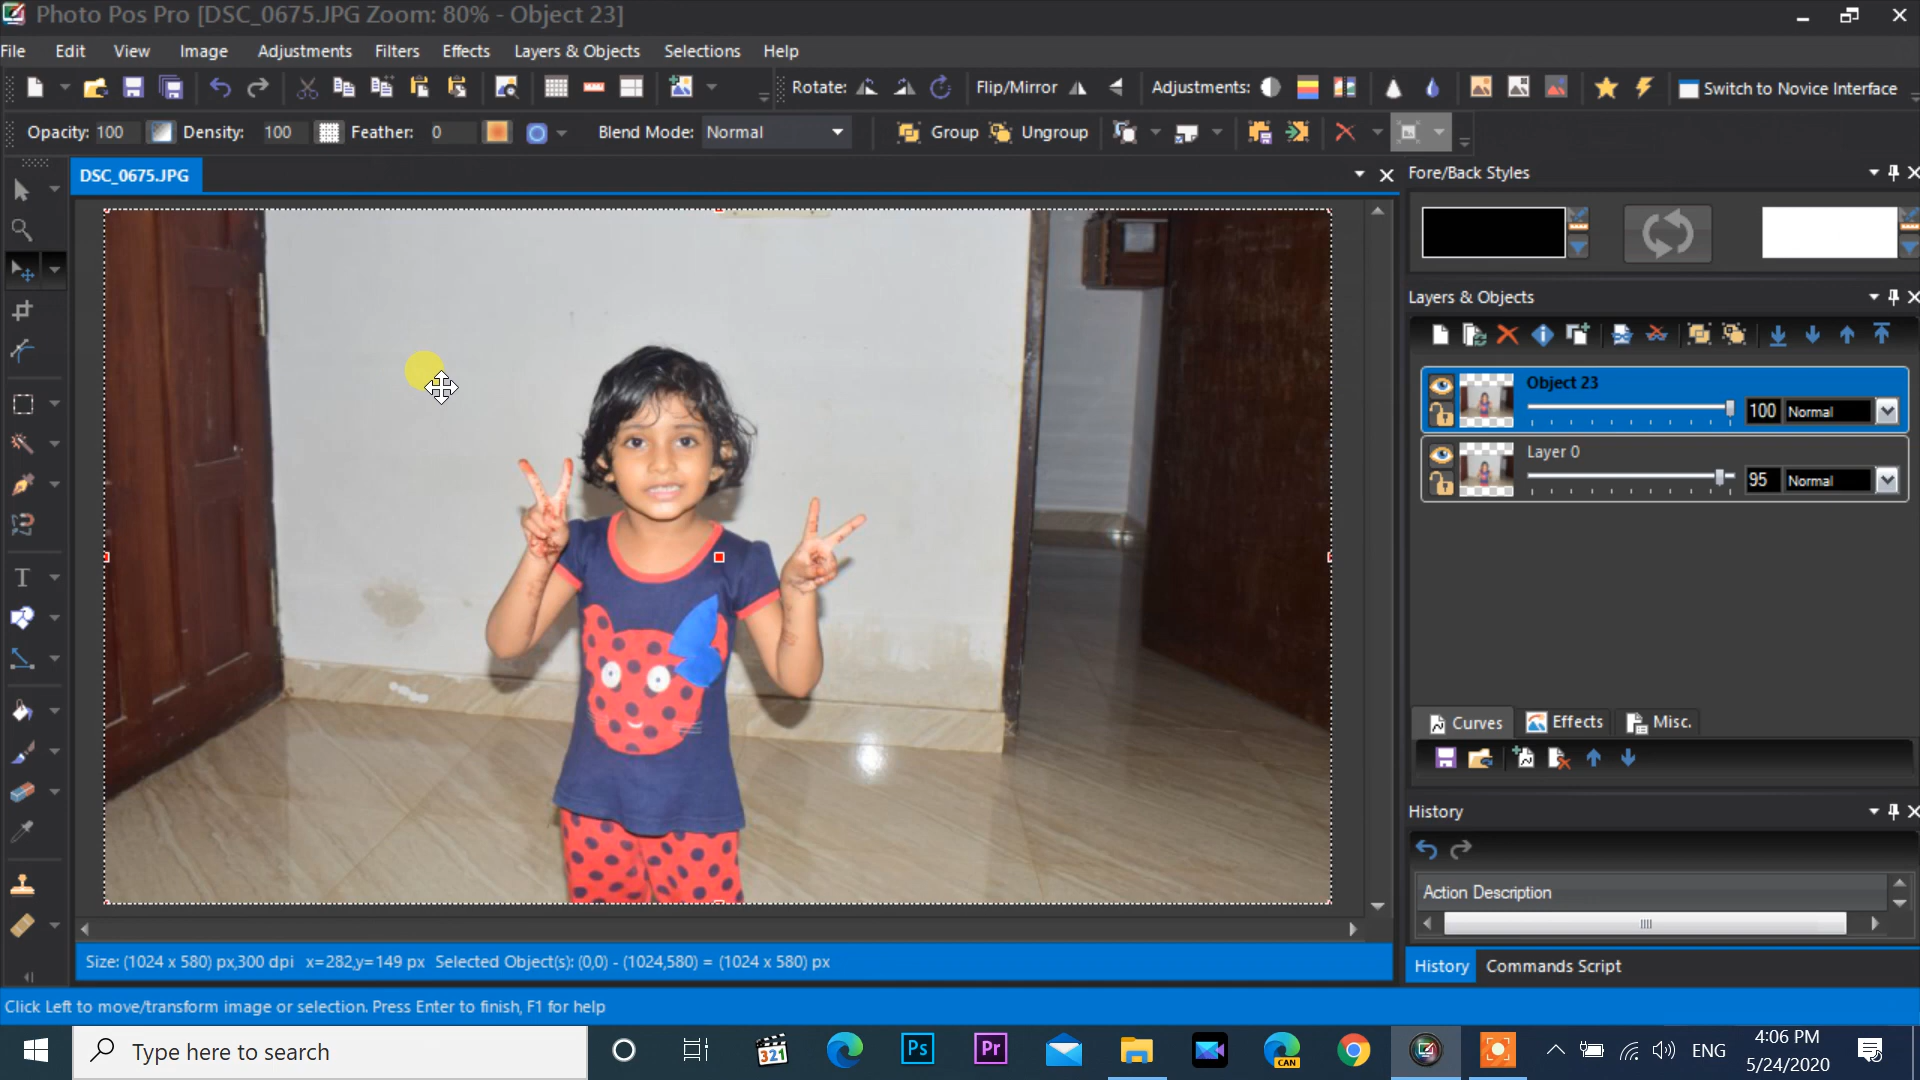 Photo Pos Pro [DSC_0675.JPG Zoom: 80% - Object 23]
File Edit View Image Adjustments Filters Effects Layers & Objects Selections Help
Rotate: Flip/Mirror Adjustments: Switch to Novice Interface
Opacity: 100 Density: 100 Feather: 0 Blend Mode: Normal Group Ungroup
DSC_0675.JPG
Fore/Back Styles
Layers & Objects
Object 23
100 Normal
Layer 0
95 Normal
Curves Effects Misc.
History
Action Description
History Commands Script
Size: (1024 x 580) px,300 dpi x=282,y=149 px Selected Object(s): (0,0) - (1024,580) = (1024 x 580) px
Click Left to move/transform image or selection. Press Enter to finish, F1 for help
Type here to search
321
Ps
Pr
CAN
ENG
4:06 PM
5/24/2020